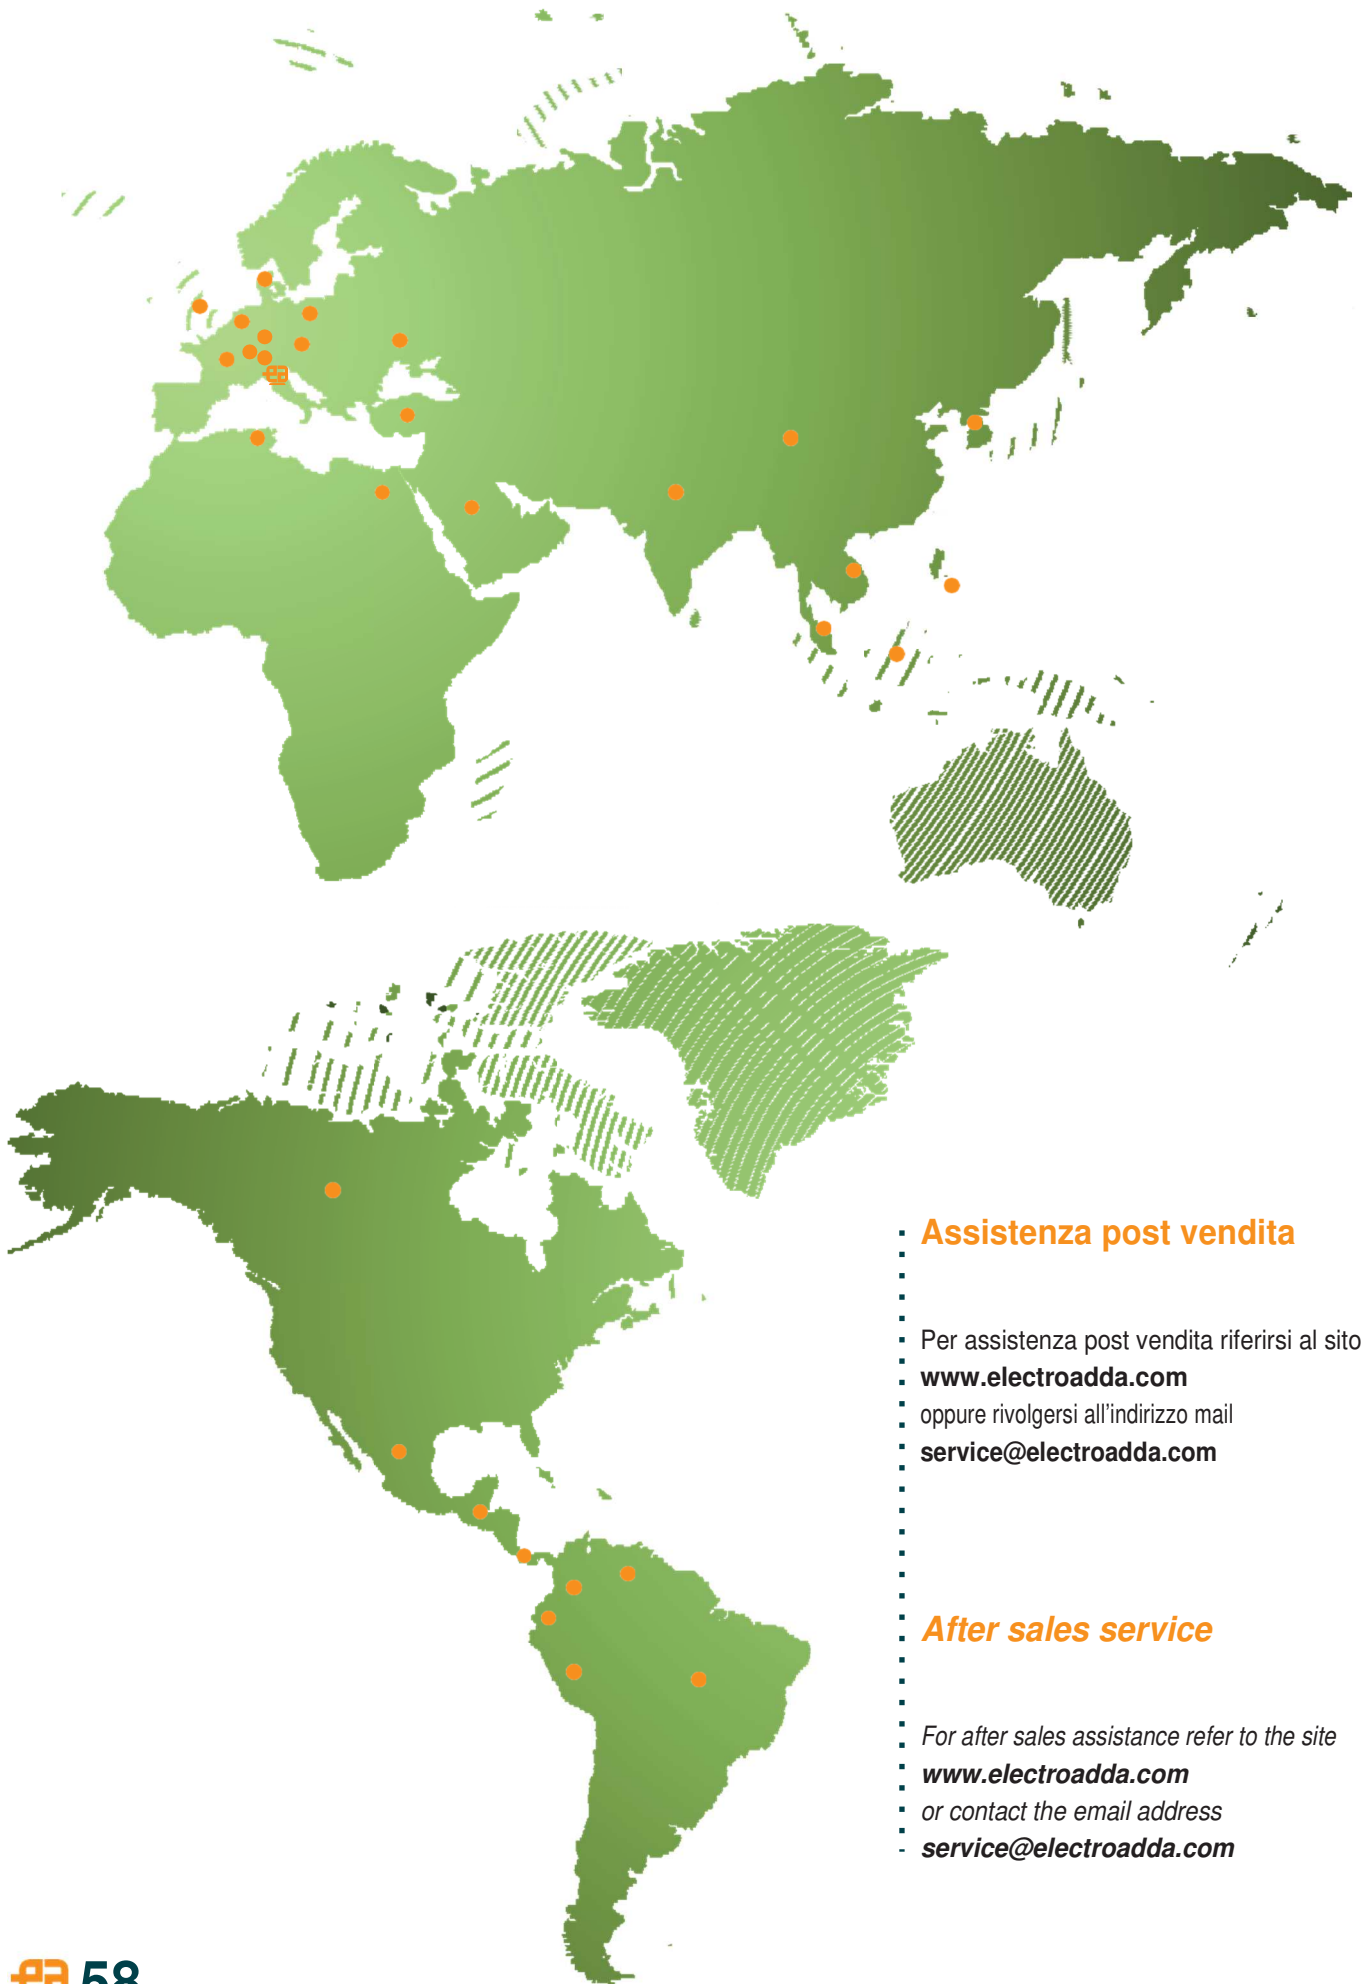 Assistenza post vendita
Per assistenza post vendita riferirsi al sito
www.electroadda.com
oppure rivolgersi all'indirizzo mail
service@electroadda.com
After sales service
For after sales assistance refer to the site
www.electroadda.com
or contact the email address
service@electroadda.com
ea 58